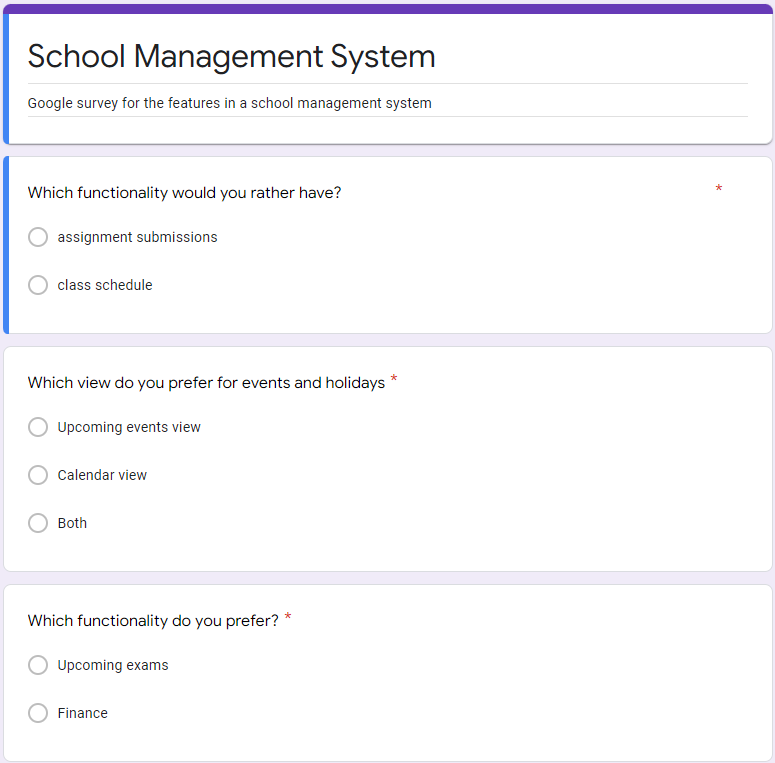 School Management System
Google survey for the features in a school management system
Which functionality would you rather have? *
assignment submissions
class schedule
Which view do you prefer for events and holidays *
Upcoming events view
Calendar view
Both
Which functionality do you prefer? *
Upcoming exams
Finance